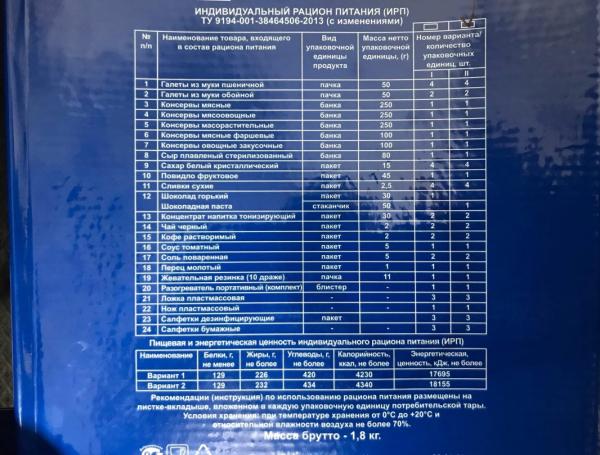 ИНДИВИДУАЛЬНЫЙ РАЦИОН ПИТАНИЯ (ИРП)
ТУ 9194-001-38464506-2013 (с изменениями)
№ п/п Наименование товара, входящего в состав рациона питания Вид упаковочной единицы продукта Масса нетто упаковочной единицы, (г) Номер варианта/ количество упаковочных единиц, шт.
I II
1 Галеты из муки пшеничной пачка 50 4 4
2 Галеты из муки обойной пачка 50 2 2
3 Консервы мясные банка 250 1 1
4 Консервы мясоовощные банка 250 1 1
5 Консервы масорастительные банка 250 1 1
6 Консервы мясные фаршевые банка 100 1 1
7 Консервы овощные закусочные банка 100 1 1
8 Сыр плавленый стерилизованный банка 80 1 1
9 Сахар белый кристаллический пакет 15 4 4
10 Повидло фруктовое пакет 45 1 1
11 Сливки сухие пакет 2,5 4 4
12 Шоколад горький пакет 30 1
Шоколадная паста стаканчик 50 1
13 Концентрат напитка тонизирующий пакет 30 2 2
14 Чай черный пакет 2 2 2
15 Кофе растворимый пакет 2 2 2
16 Соус томатный пакет 5 1 1
17 Соль поваренная пакет 5 2 2
18 Перец молотый пакет 1 1 1
19 Жевательная резинка (10 драже) пачка 11 1 1
20 Разогреватель портативный (комплект) блистер - 1 1
21 Ложка пластмассовая - - 3 3
22 Нож пластмассовый - - 1 1
23 Салфетки дезинфицирующие пакет - 3 3
24 Салфетки бумажные - - 3 3
Пищевая и энергетическая ценность индивидуального рациона питания (ИРП)
Наименование Белки, г, не менее Жиры, г, не более Углеводы, г, не более Калорийность, ккал, не более Энергетическая, ценность, кДж, не более
Вариант 1 129 226 420 4230 17695
Вариант 2 129 232 434 4340 18155
Рекомендации (инструкция) по использованию рациона питания размещены на
листке-вкладыше, вложенном в каждую упаковочную единицу потребительской тары.
Условия хранения: при температуре хранения от 0°С до +20°С и
относительной влажности воздуха не более 70%.
Масса брутто - 1,8 кг.